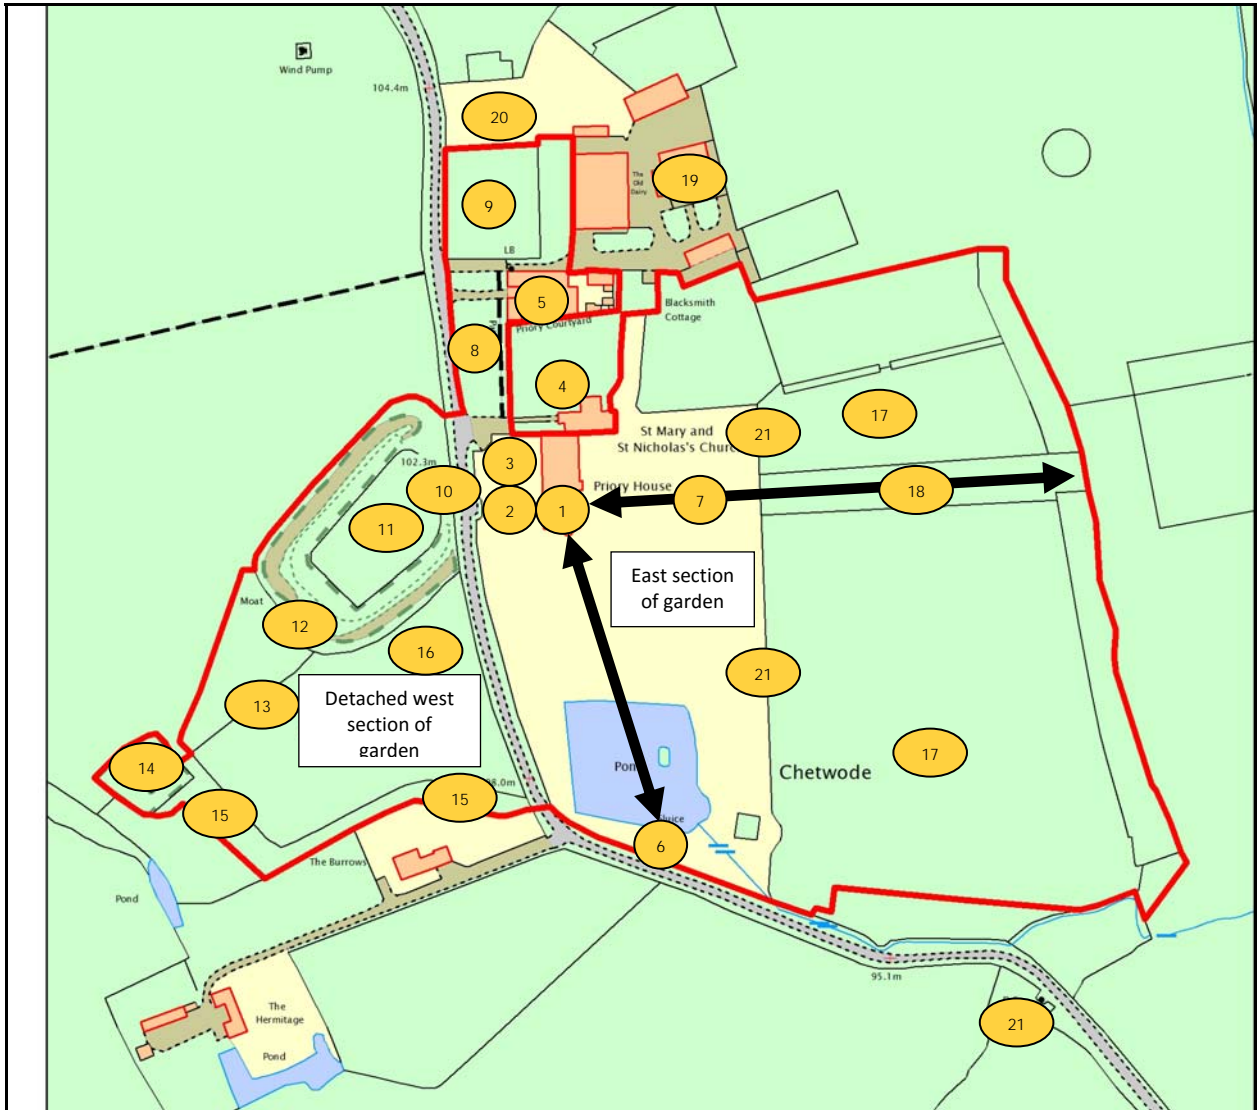 Wind Pump
104.4m
20
The
Old
Dairy
19
9
LB
5
Priory Courtyard
Blacksmith
Cottage
8
4
17
St Mary and
St Nicholas's Churc
21
3
102.3m
10
Priory House
7
18
2
1
11
East section
of garden
Moat
12
16
21
13
Detached west
section of
garden
14
Pond
Chetwode
17
98.0m
15
15
Sluice
6
The Burrows
Pond
95.1m
The
Hermitage
Pond
21